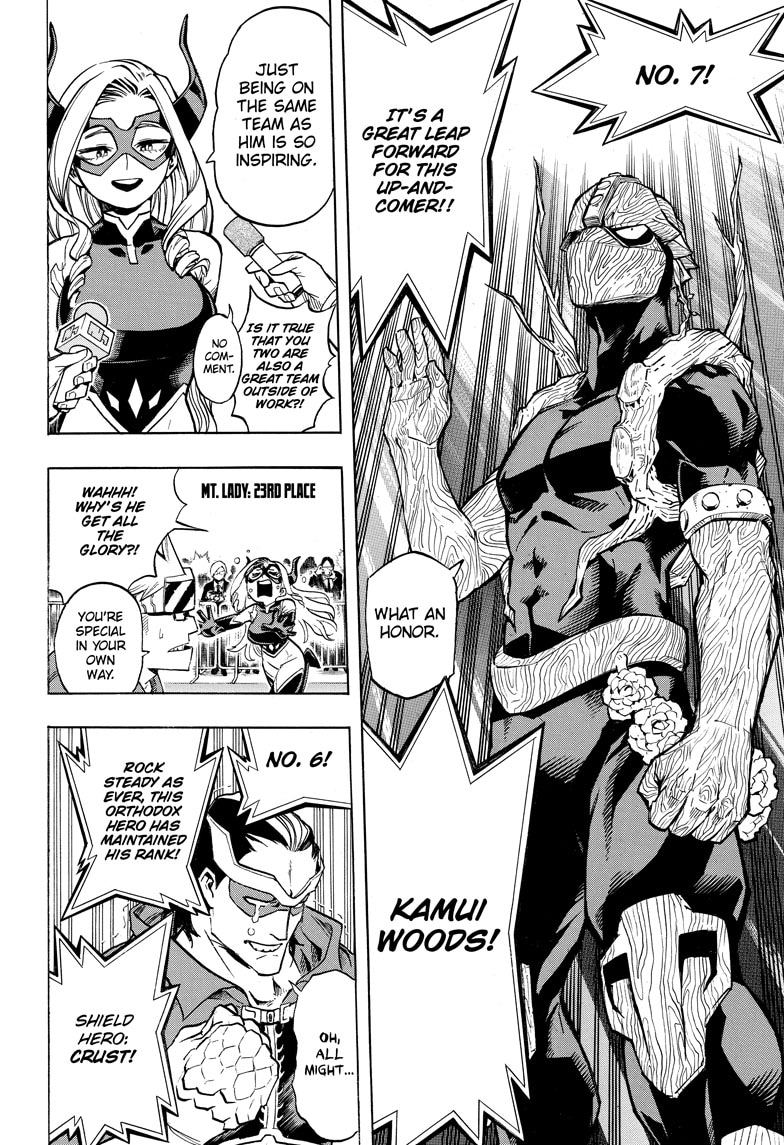 NO. 7!
IT'S A
GREAT LEAP
FORWARD
FOR THIS
UP-AND-
COMER!!
WHAT AN
HONOR.
KAMUI
WOODS!
JUST
BEING ON
THE SAME
TEAM AS
HIM IS SO
INSPIRING.
IS IT TRUE
THAT YOU
TWO ARE
ALSO A
GREAT TEAM
OUTSIDE OF
WORK?!
NO
COM-
MENT.
MT. LADY: 23RD PLACE
WAHHH!
WHY'S HE
GET ALL
THE
GLORY?!
YOU'RE
SPECIAL
IN YOUR
OWN
WAY.
NO. 6!
ROCK
STEADY AS
EVER, THIS
ORTHODOX
HERO HAS
MAINTAINED
HIS RANK!
SHIELD
HERO:
CRUST!
OH,
ALL
MIGHT...